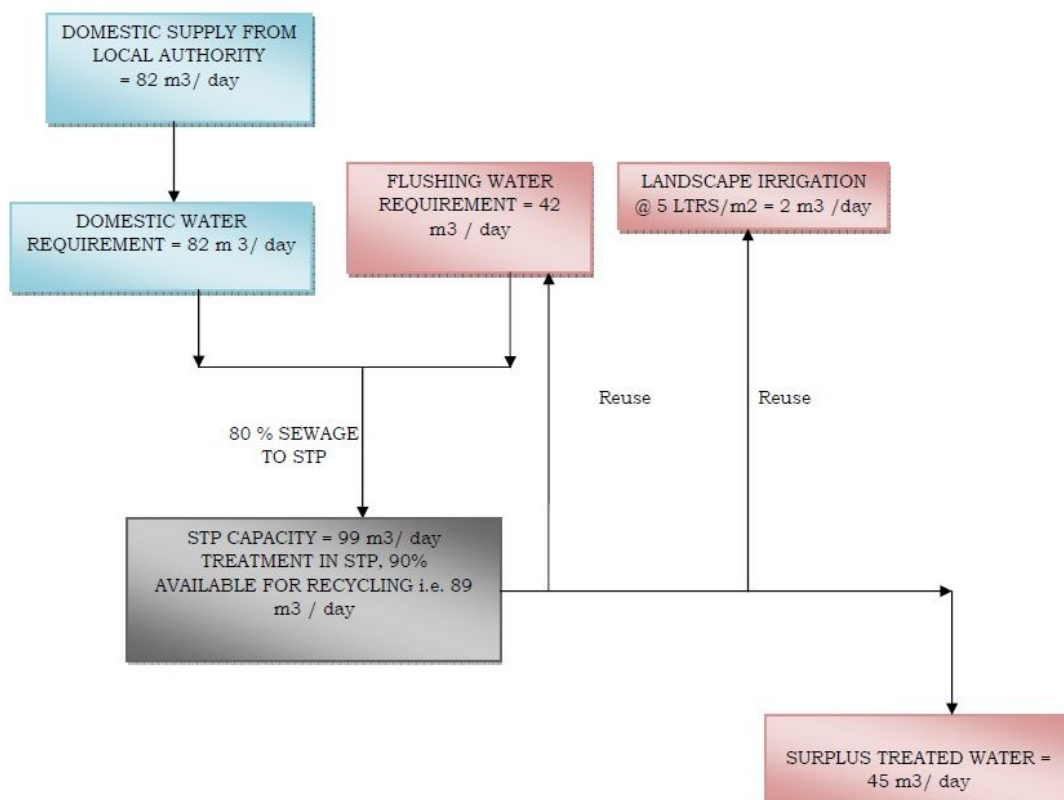 DOMESTIC SUPPLY FROM
LOCAL AUTHORITY
= 82 m3/ day
DOMESTIC WATER
REQUIREMENT = 82 m 3/ day
FLUSHING WATER
REQUIREMENT = 42
m3 / day
LANDSCAPE IRRIGATION
@ 5 LTRS/m2 = 2 m3 /day
Reuse
Reuse
80 % SEWAGE
TO STP
STP CAPACITY = 99 m3/ day
TREATMENT IN STP, 90%
AVAILABLE FOR RECYCLING i.e. 89
m3 / day
SURPLUS TREATED WATER =
45 m3/ day